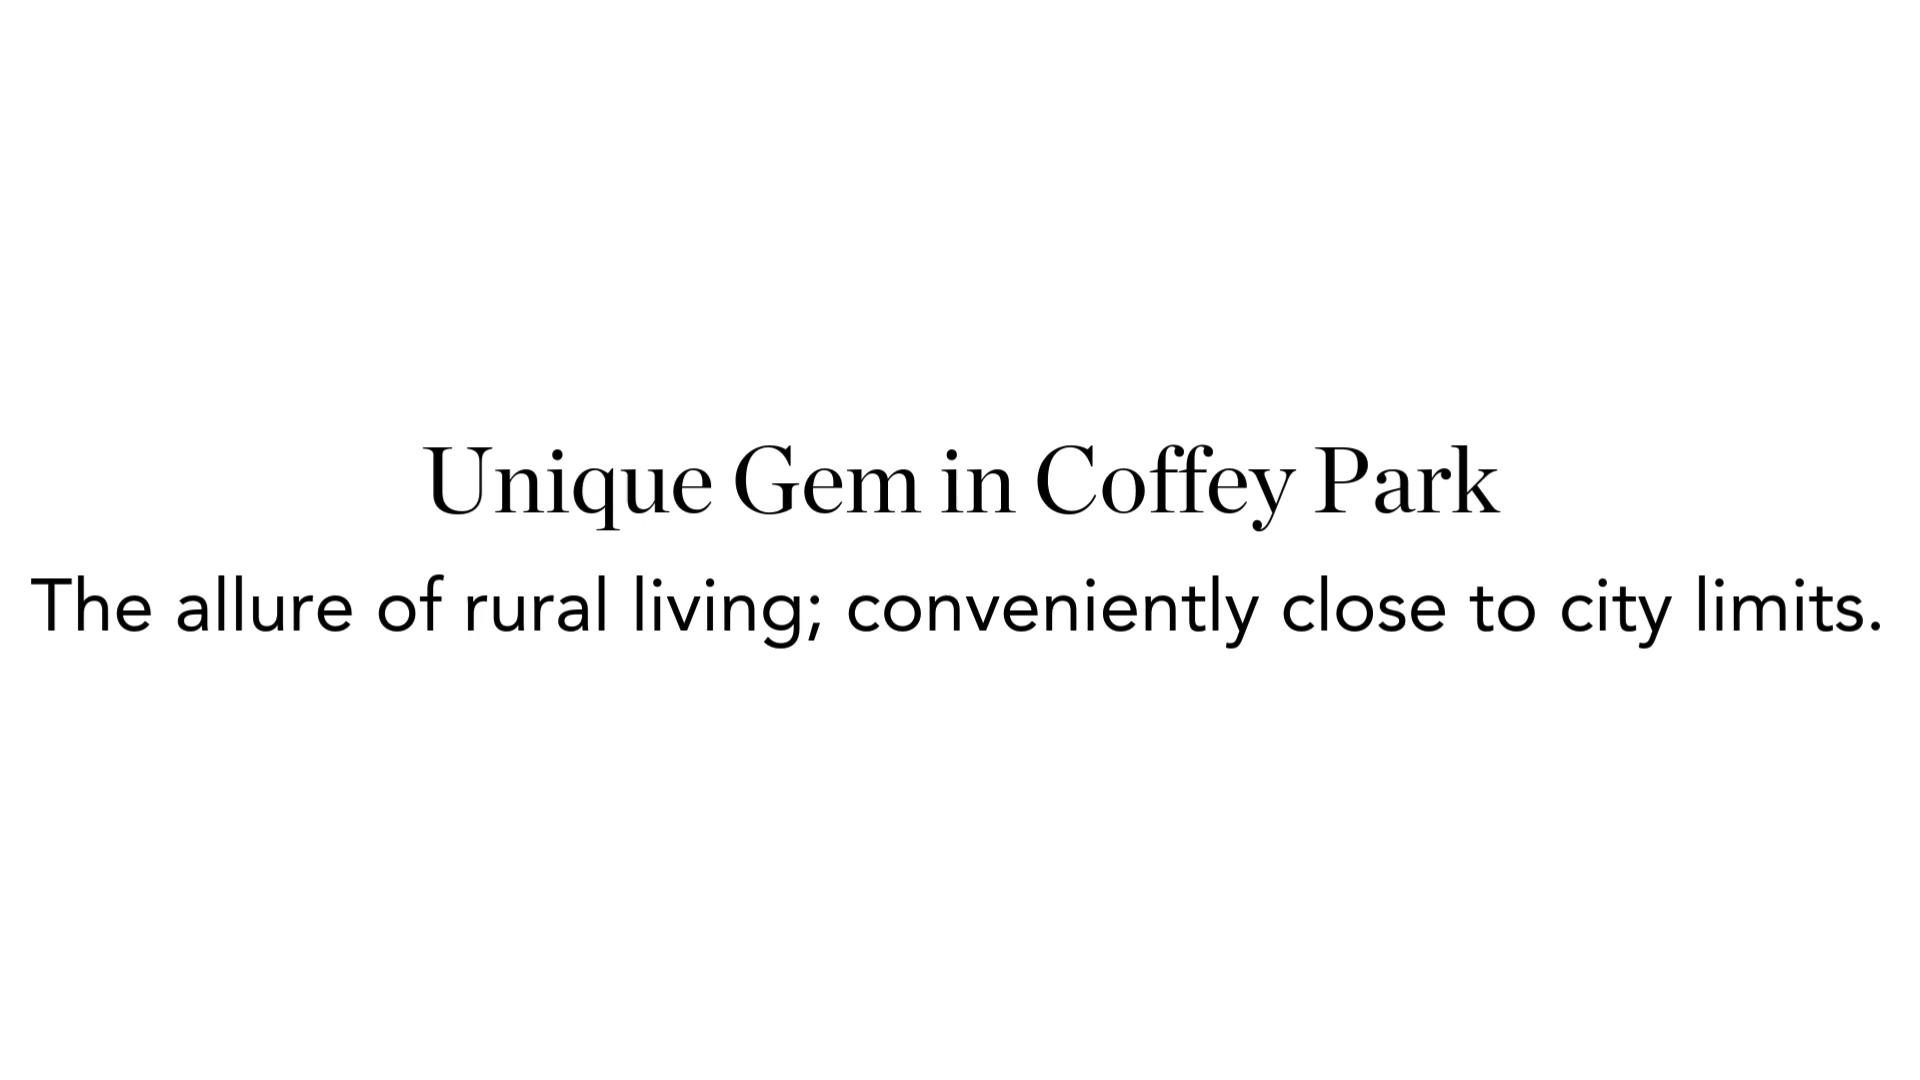 Unique Gem in Coffey Park
The allure of rural living; conveniently close to city limits.